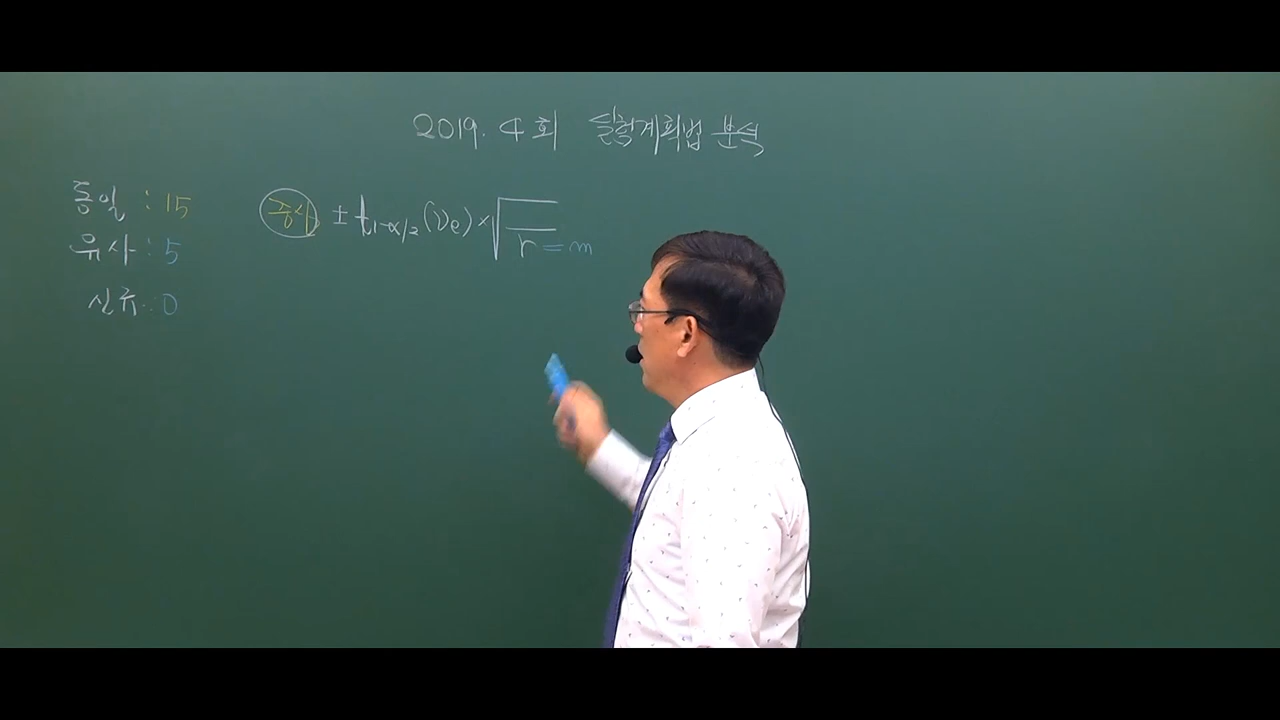 2019. 4회 실험계획법 분석
동일 : 15
유사 : 5
신규 : 0
중심 ± t₁₋α/₂(νe) × √‾/r = m